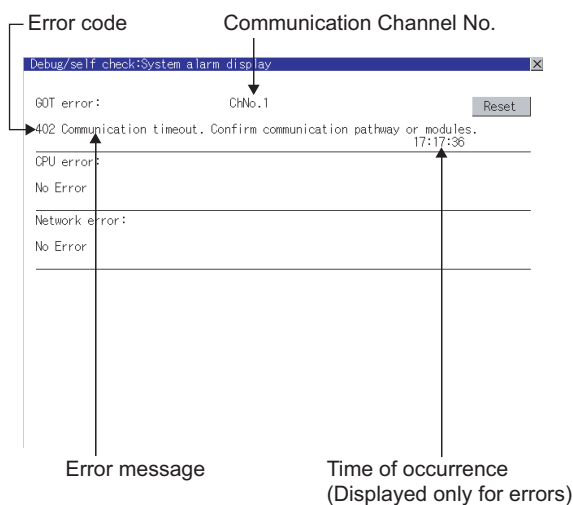 Error code
Communication Channel No.
Debug/self check:System alarm display
GOT error:
ChNo.1
Reset
402 Communication timeout. Confirm communication pathway or modules.
17:17:36
CPU error:
No Error
Network error:
No Error
Error message
Time of occurrence
(Displayed only for errors)